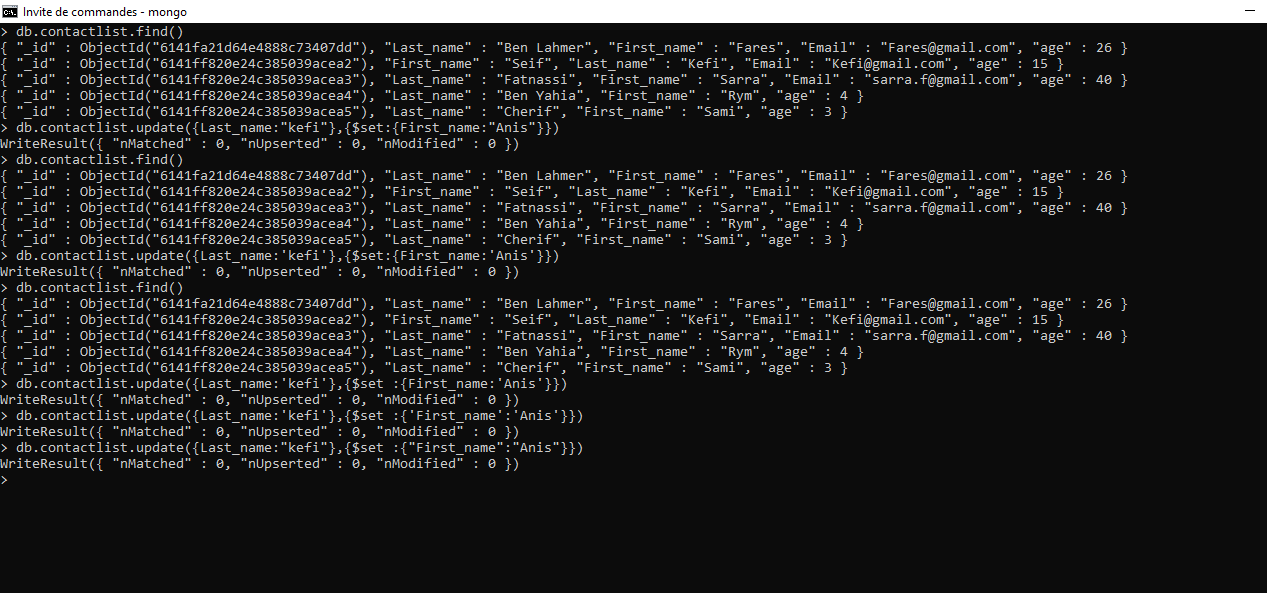 Invite de commandes - mongo
> db.contactlist.find()
{ "_id" : ObjectId("6141fa21d64e4888c73407dd"), "Last_name" : "Ben Lahmer", "First_name" : "Fares", "Email" : "Fares@gmail.com", "age" : 26 }
{ "_id" : ObjectId("6141ff820e24c385039acea2"), "First_name" : "Seif", "Last_name" : "Kefi", "Email" : "Kefi@gmail.com", "age" : 15 }
{ "_id" : ObjectId("6141ff820e24c385039acea3"), "Last_name" : "Fatnassi", "First_name" : "Sarra", "Email" : "sarra.f@gmail.com", "age" : 40 }
{ "_id" : ObjectId("6141ff820e24c385039acea4"), "Last_name" : "Ben Yahia", "First_name" : "Rym", "age" : 4 }
{ "_id" : ObjectId("6141ff820e24c385039acea5"), "Last_name" : "Cherif", "First_name" : "Sami", "age" : 3 }
> db.contactlist.update({Last_name:"kefi"},{$set:{First_name:"Anis"}})
WriteResult({ "nMatched" : 0, "nUpserted" : 0, "nModified" : 0 })
> db.contactlist.find()
{ "_id" : ObjectId("6141fa21d64e4888c73407dd"), "Last_name" : "Ben Lahmer", "First_name" : "Fares", "Email" : "Fares@gmail.com", "age" : 26 }
{ "_id" : ObjectId("6141ff820e24c385039acea2"), "First_name" : "Seif", "Last_name" : "Kefi", "Email" : "Kefi@gmail.com", "age" : 15 }
{ "_id" : ObjectId("6141ff820e24c385039acea3"), "Last_name" : "Fatnassi", "First_name" : "Sarra", "Email" : "sarra.f@gmail.com", "age" : 40 }
{ "_id" : ObjectId("6141ff820e24c385039acea4"), "Last_name" : "Ben Yahia", "First_name" : "Rym", "age" : 4 }
{ "_id" : ObjectId("6141ff820e24c385039acea5"), "Last_name" : "Cherif", "First_name" : "Sami", "age" : 3 }
> db.contactlist.update({Last_name:'kefi'},{$set:{First_name:'Anis'}})
WriteResult({ "nMatched" : 0, "nUpserted" : 0, "nModified" : 0 })
> db.contactlist.find()
{ "_id" : ObjectId("6141fa21d64e4888c73407dd"), "Last_name" : "Ben Lahmer", "First_name" : "Fares", "Email" : "Fares@gmail.com", "age" : 26 }
{ "_id" : ObjectId("6141ff820e24c385039acea2"), "First_name" : "Seif", "Last_name" : "Kefi", "Email" : "Kefi@gmail.com", "age" : 15 }
{ "_id" : ObjectId("6141ff820e24c385039acea3"), "Last_name" : "Fatnassi", "First_name" : "Sarra", "Email" : "sarra.f@gmail.com", "age" : 40 }
{ "_id" : ObjectId("6141ff820e24c385039acea4"), "Last_name" : "Ben Yahia", "First_name" : "Rym", "age" : 4 }
{ "_id" : ObjectId("6141ff820e24c385039acea5"), "Last_name" : "Cherif", "First_name" : "Sami", "age" : 3 }
> db.contactlist.update({Last_name:'kefi'},{$set :{First_name:'Anis'}})
WriteResult({ "nMatched" : 0, "nUpserted" : 0, "nModified" : 0 })
> db.contactlist.update({Last_name:'kefi'},{$set :{'First_name':'Anis'}})
WriteResult({ "nMatched" : 0, "nUpserted" : 0, "nModified" : 0 })
> db.contactlist.update({Last_name:"kefi"},{$set :{"First_name":"Anis"}})
WriteResult({ "nMatched" : 0, "nUpserted" : 0, "nModified" : 0 })
>